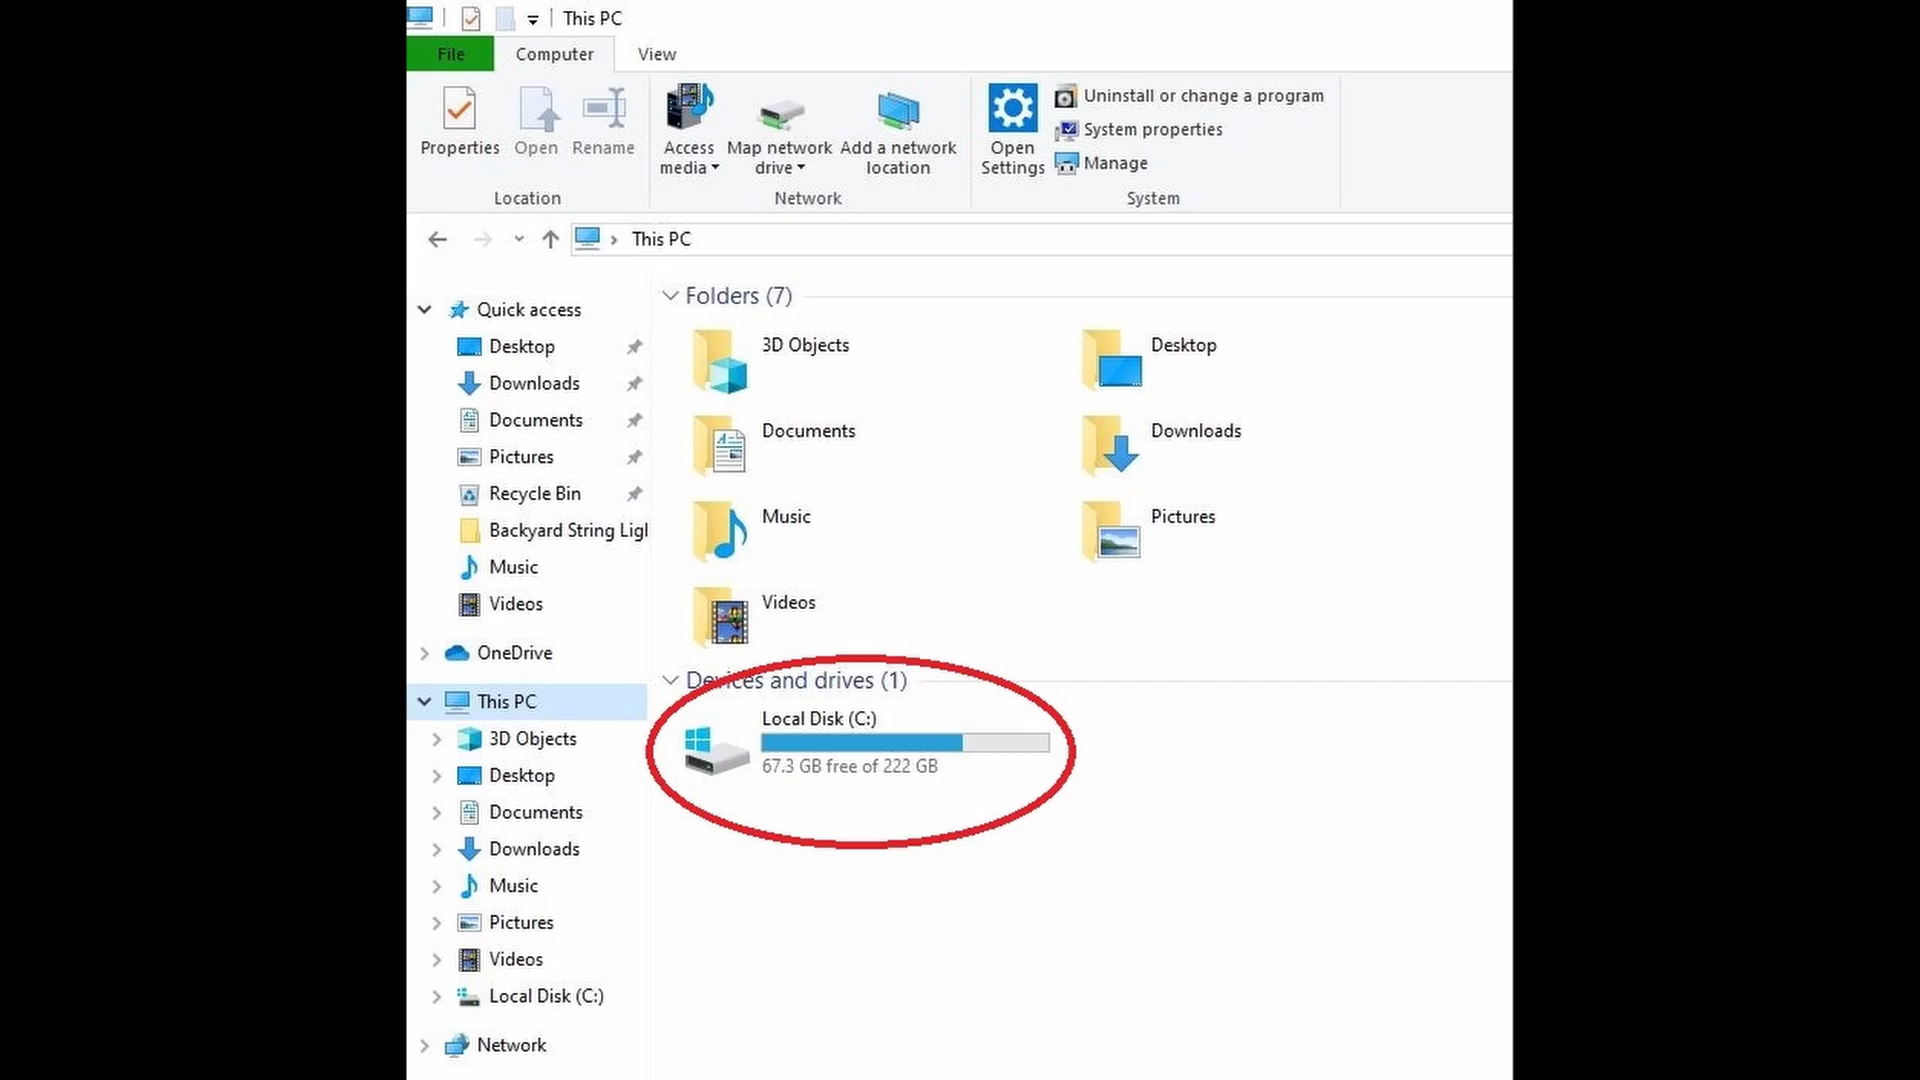 This PC
File Computer View
Properties Open Rename
Access media
Map network drive
Add a network location
Open Settings
Uninstall or change a program
System properties
Manage
Location Network System
This PC
Quick access
Desktop
Downloads
Documents
Pictures
Recycle Bin
Backyard String Ligl
Music
Videos
OneDrive
This PC
3D Objects
Desktop
Documents
Downloads
Music
Pictures
Videos
Local Disk (C:)
Network
Folders (7)
3D Objects
Desktop
Documents
Downloads
Music
Pictures
Videos
Devices and drives (1)
Local Disk (C:)
67.3 GB free of 222 GB